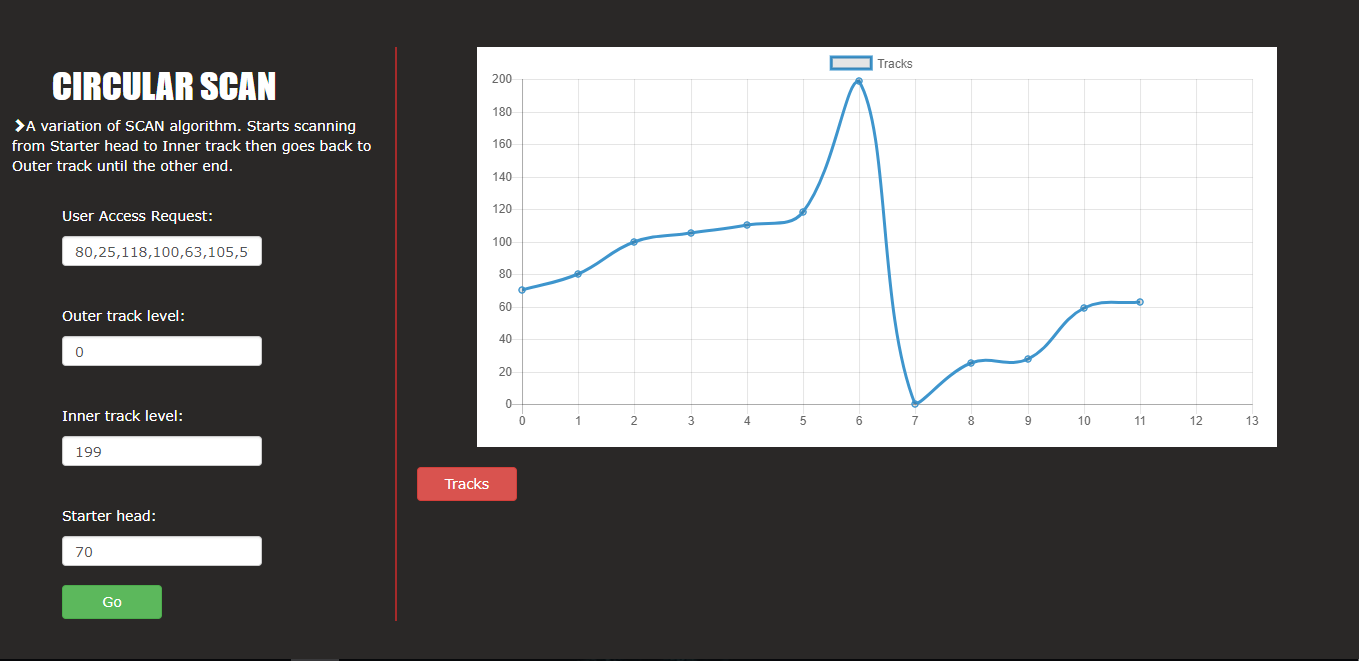 CIRCULAR SCAN
A variation of SCAN algorithm. Starts scanning
from Starter head to Inner track then goes back to
Outer track until the other end.
User Access Request:
80,25,118,100,63,105,5
Outer track level:
0
Inner track level:
199
Starter head:
70
Go
Tracks
200
180
160
140
120
100
80
60
40
20
0
0 1 2 3 4 5 6 7 8 9 10 11 12 13
Tracks